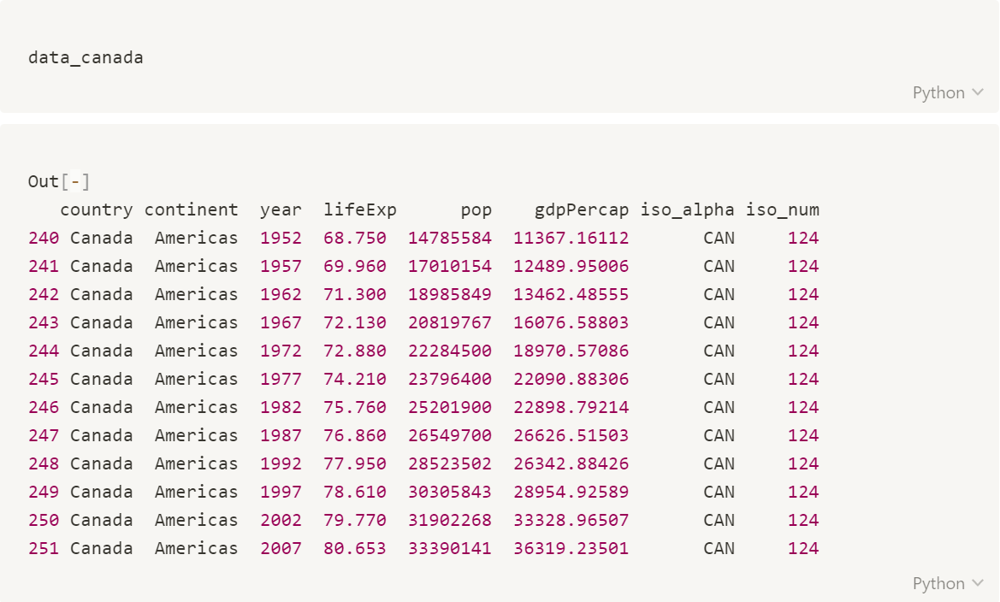 data_canada
Python
Out[-]
country continent year lifeExp pop gdpPercap iso_alpha iso_num
240 Canada Americas 1952 68.750 14785584 11367.16112 CAN 124
241 Canada Americas 1957 69.960 17010154 12489.95006 CAN 124
242 Canada Americas 1962 71.300 18985849 13462.48555 CAN 124
243 Canada Americas 1967 72.130 20819767 16076.58803 CAN 124
244 Canada Americas 1972 72.880 22284500 18970.57086 CAN 124
245 Canada Americas 1977 74.210 23796400 22090.88306 CAN 124
246 Canada Americas 1982 75.760 25201900 22898.79214 CAN 124
247 Canada Americas 1987 76.860 26549700 26626.51503 CAN 124
248 Canada Americas 1992 77.950 28523502 26342.88426 CAN 124
249 Canada Americas 1997 78.610 30305843 28954.92589 CAN 124
250 Canada Americas 2002 79.770 31902268 33328.96507 CAN 124
251 Canada Americas 2007 80.653 33390141 36319.23501 CAN 124
Python